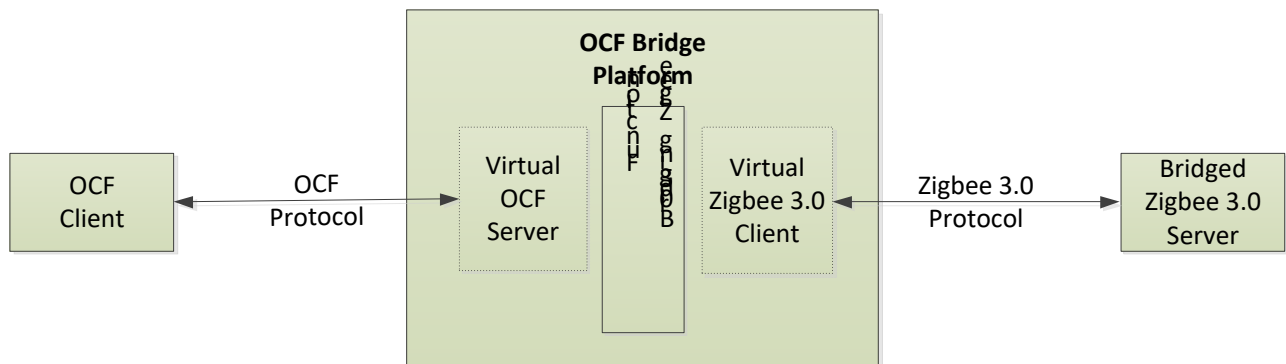 OCF Bridge
Platform
OCF
Client
OCF
Protocol
Virtual
OCF
Server
Function
Virtual
Zigbee 3.0
Client
Zigbee 3.0
Protocol
Bridged
Zigbee 3.0
Server